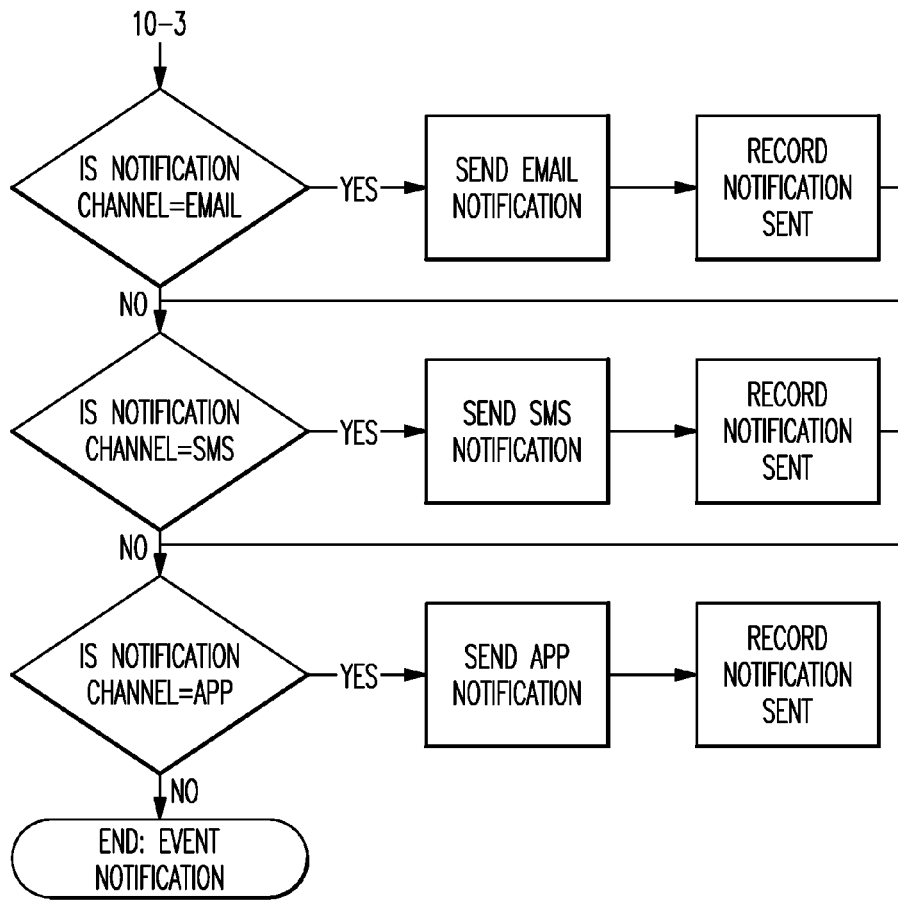 10-3
IS NOTIFICATION
CHANNEL=EMAIL
YES
SEND EMAIL
NOTIFICATION
RECORD
NOTIFICATION
SENT
NO
IS NOTIFICATION
CHANNEL=SMS
YES
SEND SMS
NOTIFICATION
RECORD
NOTIFICATION
SENT
NO
IS NOTIFICATION
CHANNEL=APP
YES
SEND APP
NOTIFICATION
RECORD
NOTIFICATION
SENT
NO
END: EVENT
NOTIFICATION